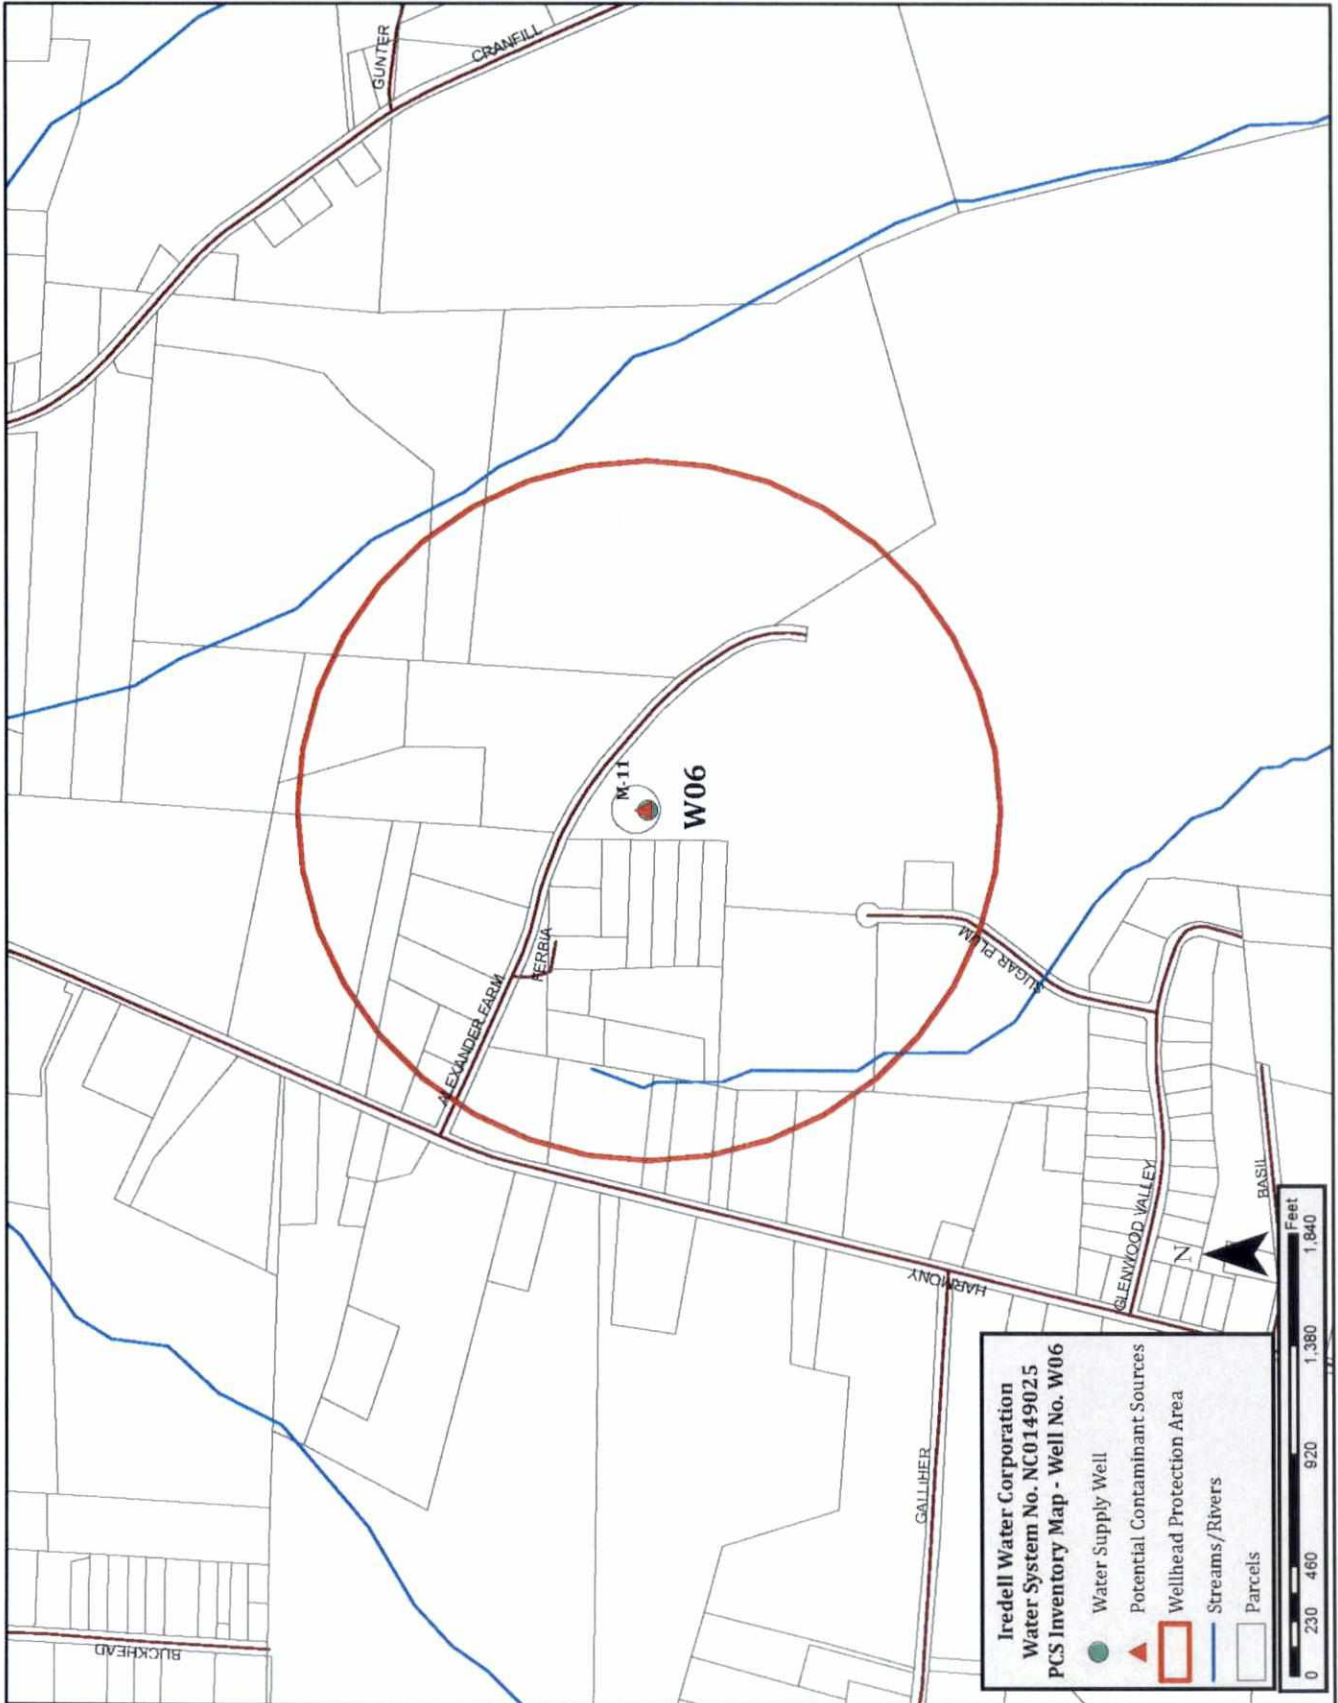 GUNTER
CRANFILL
M-11
W06
FERRIA
ALEXANDER FARM
SUGAR PLUM
HARMONY
GLENWOOD VALLEY
BASIL
GALLIHER
BUCKHEAD
N
Iredell Water Corporation
Water System No. NC0149025
PCS Inventory Map - Well No. W06
Water Supply Well
Potential Contaminant Sources
Wellhead Protection Area
Streams/Rivers
Parcels
0 230 460 920 1,380 1,840
Feet